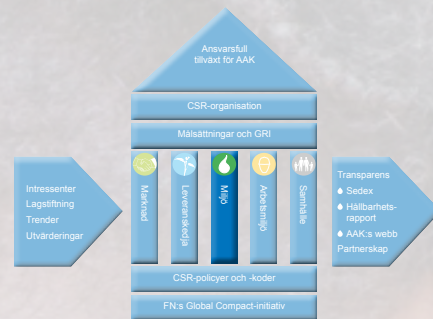 Ansvarsfull
tillväxt för AAK
CSR-organisation
Målsättningar och GRI
Intressenter
Lagstiftning
Trender
Utvärderingar
Marknad
Leveranskedja
Miljö
Arbetsmiljö
Samhälle
Transparens
Sedex
Hållbarhets-
rapport
AAK:s webb
Partnerskap
CSR-policyer och -koder
FN:s Global Compact-initiativ